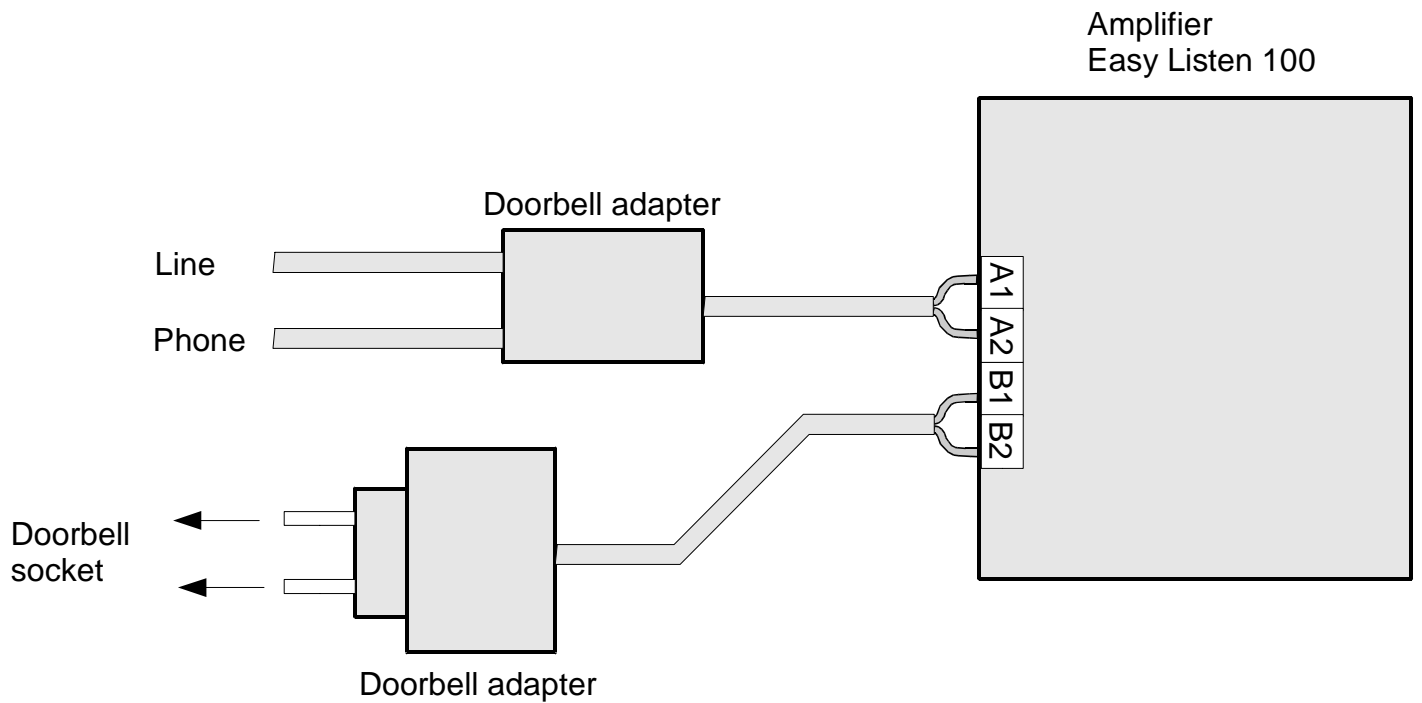 Amplifier
Easy Listen 100
Doorbell adapter
Line
Phone
A1
A2
B1
B2
Doorbell
socket
Doorbell adapter